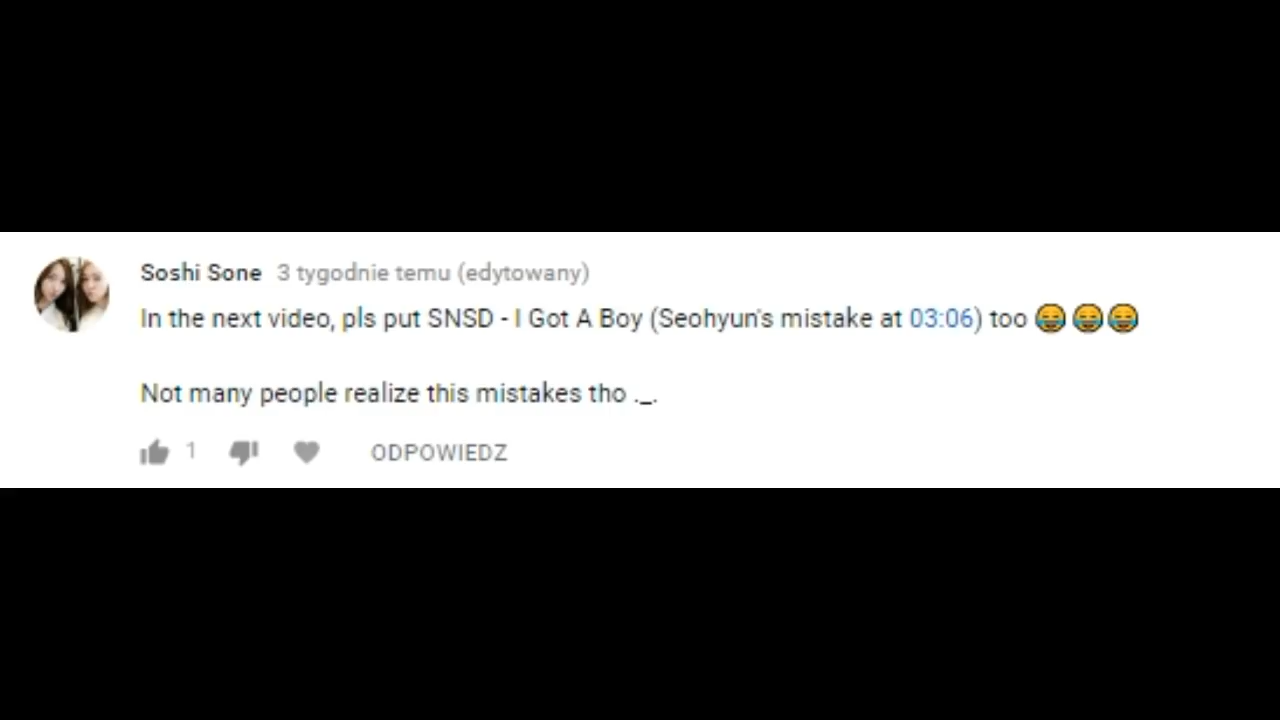 Soshi Sone 3 tygodnie temu (edytowany)
In the next video, pls put SNSD - I Got A Boy (Seohyun's mistake at 03:06) too 😂😂😂
Not many people realize this mistakes tho ._.
1 ODPOWIEDZ